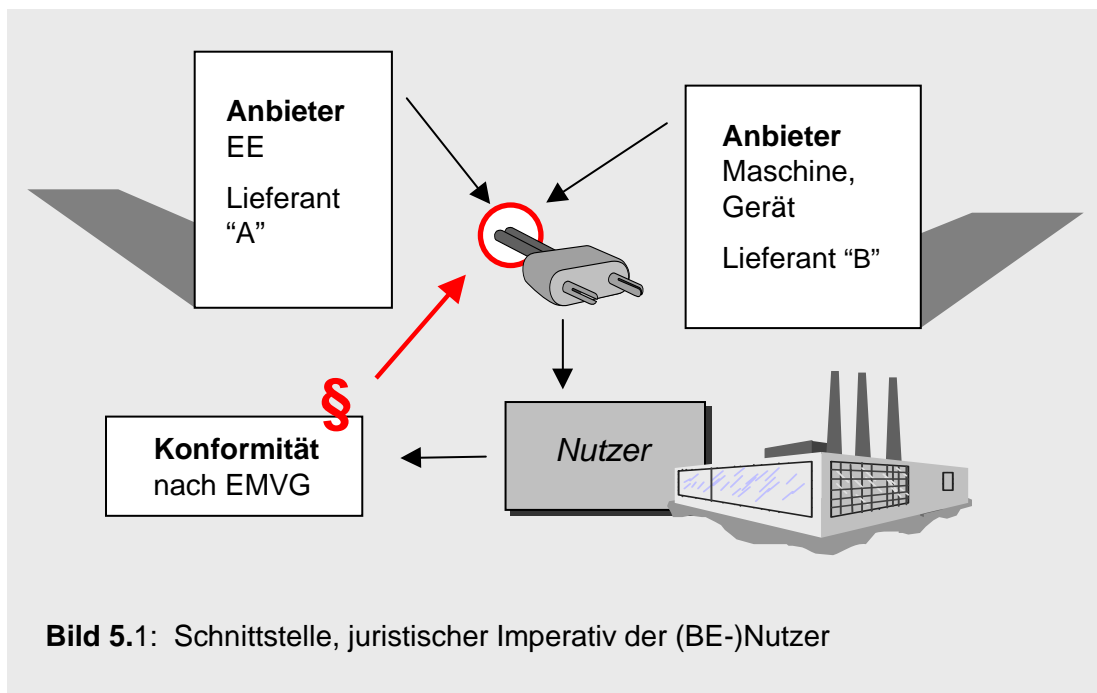 Anbieter
EE
Lieferant
“A”
Anbieter
Maschine,
Gerät
Lieferant “B”
§
Konformität
nach EMVG
Nutzer
Bild 5.1: Schnittstelle, juristischer Imperativ der (BE-)Nutzer